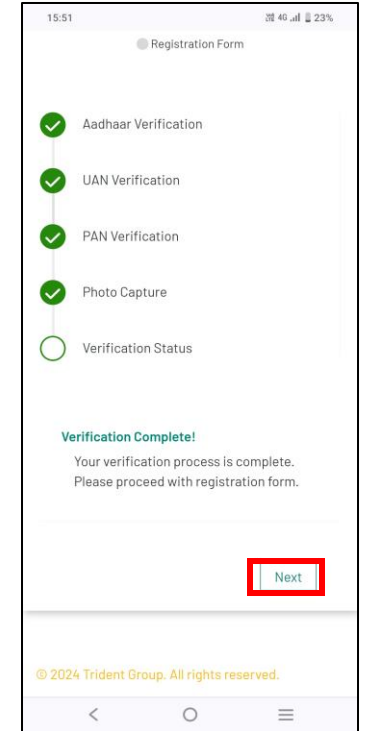 15:51 4G 23%
Registration Form
Aadhaar Verification
UAN Verification
PAN Verification
Photo Capture
Verification Status
Verification Complete!
Your verification process is complete.
Please proceed with registration form.
Next
© 2024 Trident Group. All rights reserved.